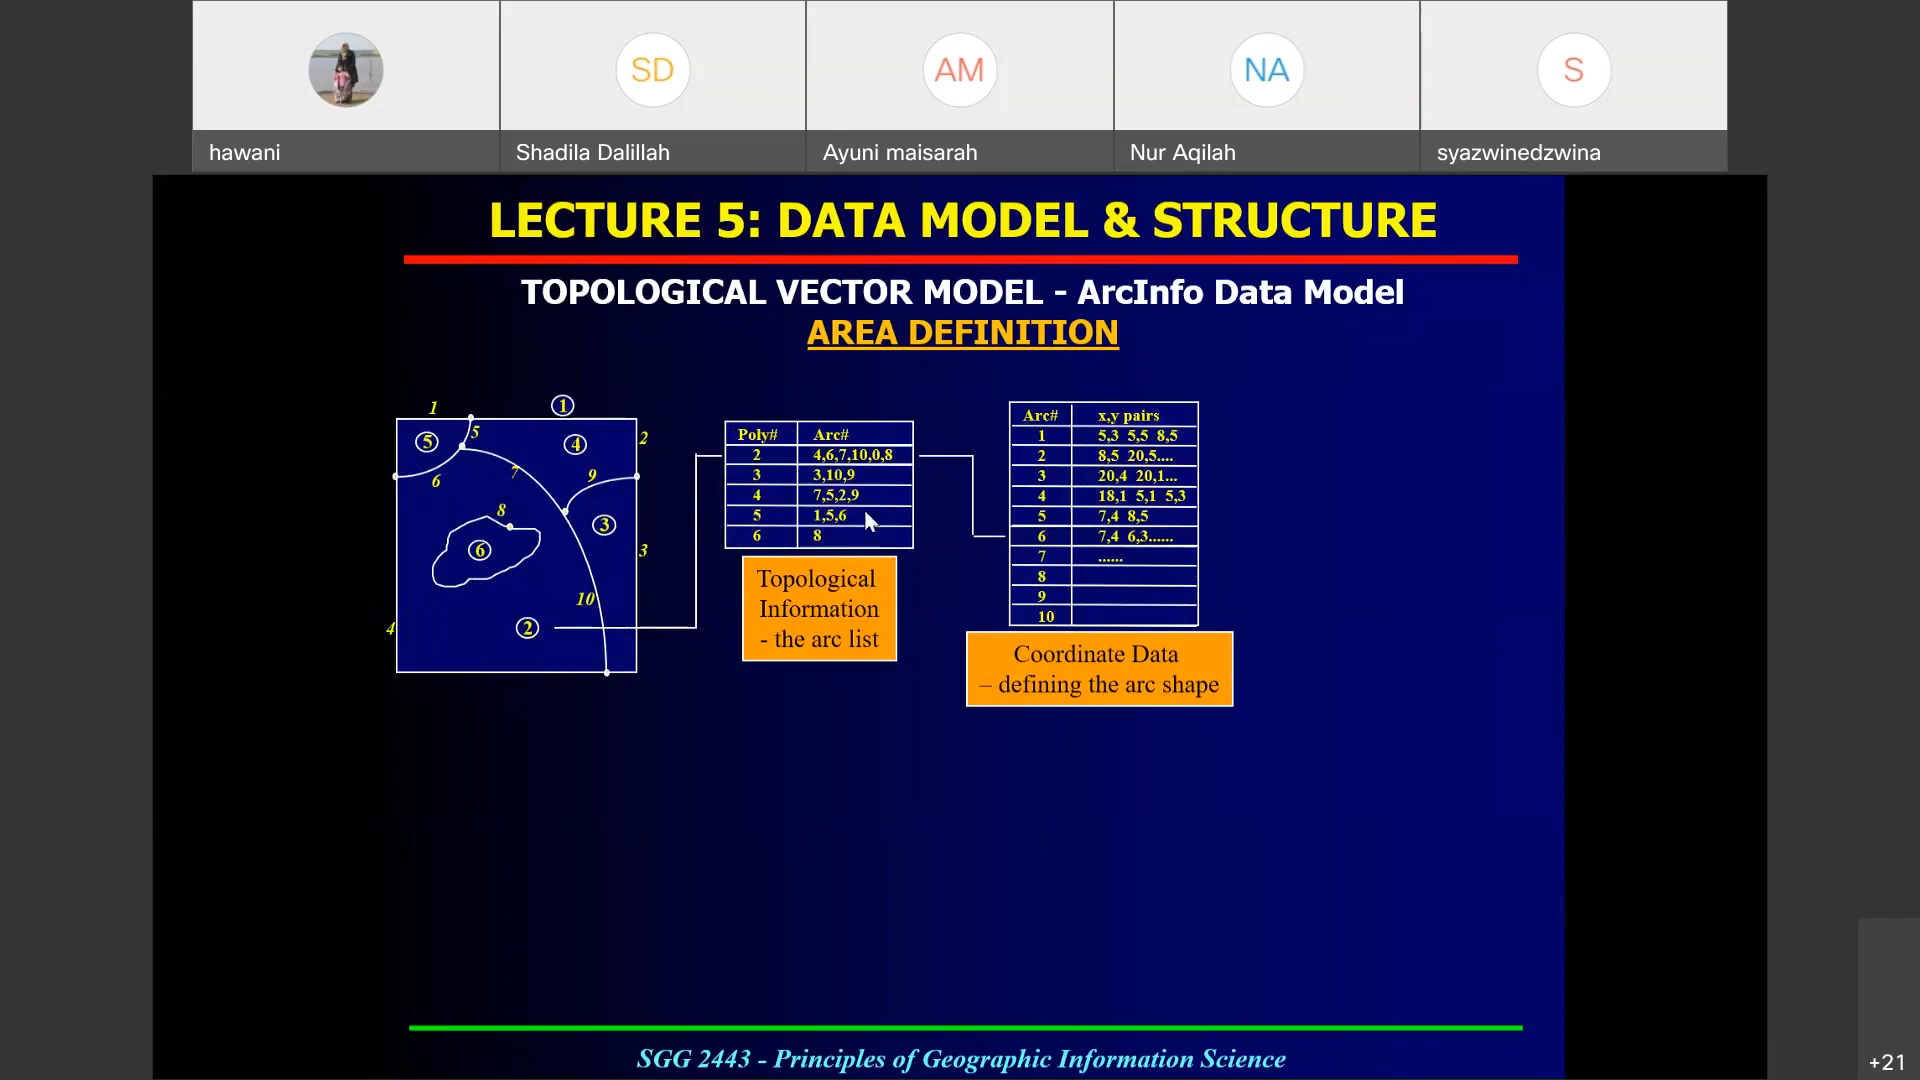 SD
AM
NA
S
hawani
Shadila Dalillah
Ayuni maisarah
Nur Aqilah
syazwinedzwina
LECTURE 5: DATA MODEL & STRUCTURE
TOPOLOGICAL VECTOR MODEL - ArcInfo Data Model
AREA DEFINITION
1
1
5
5
4
2
7
9
6
8
3
6
3
10
4
2
Poly# Arc#
2 4,6,7,10,0,8
3 3,10,9
4 7,5,2,9
5 1,5,6
6 8
Topological
Information
- the arc list
Arc# x,y pairs
1 5,3 5,5 8,5
2 8,5 20,5....
3 20,4 20,1...
4 18,1 5,1 5,3
5 7,4 8,5
6 7,4 6,3......
7 ......
8
9
10
Coordinate Data
– defining the arc shape
SGG 2443 - Principles of Geographic Information Science
+21